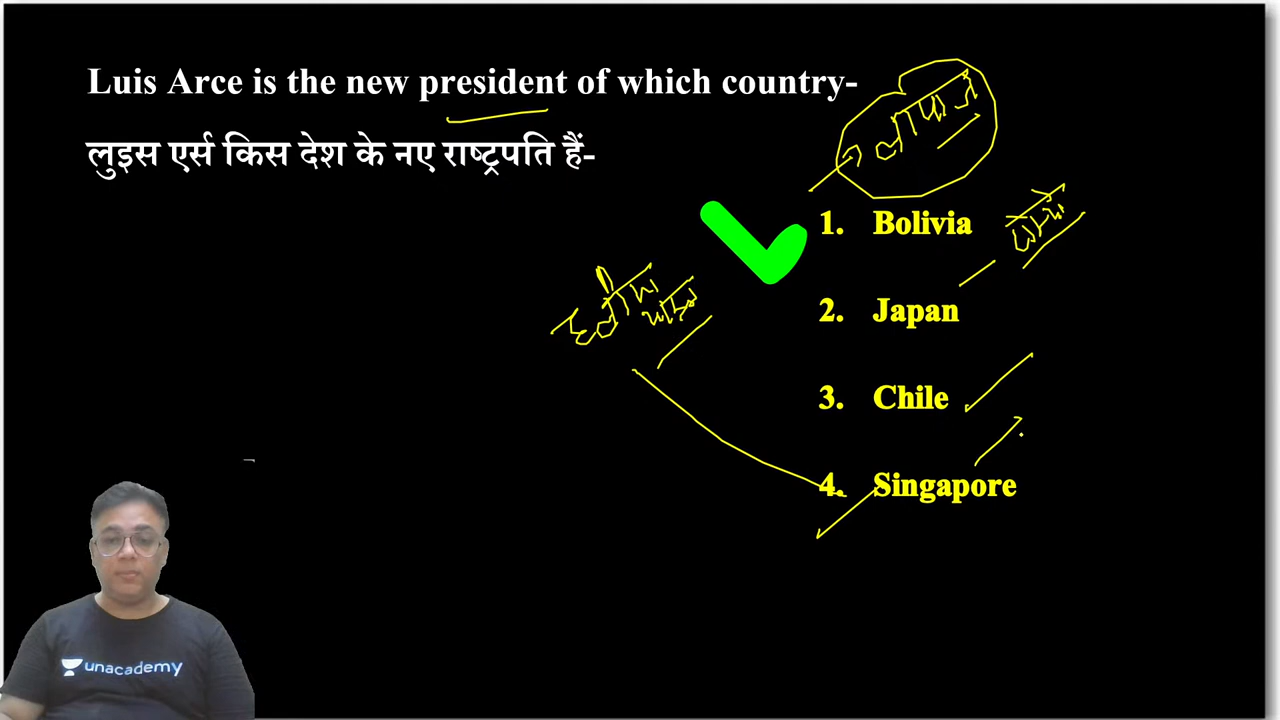 Luis Arce is the new president of which country-
लुइस एर्स किस देश के नए राष्ट्रपति हैं-
1. Bolivia
2. Japan
3. Chile
4. Singapore
unacademy